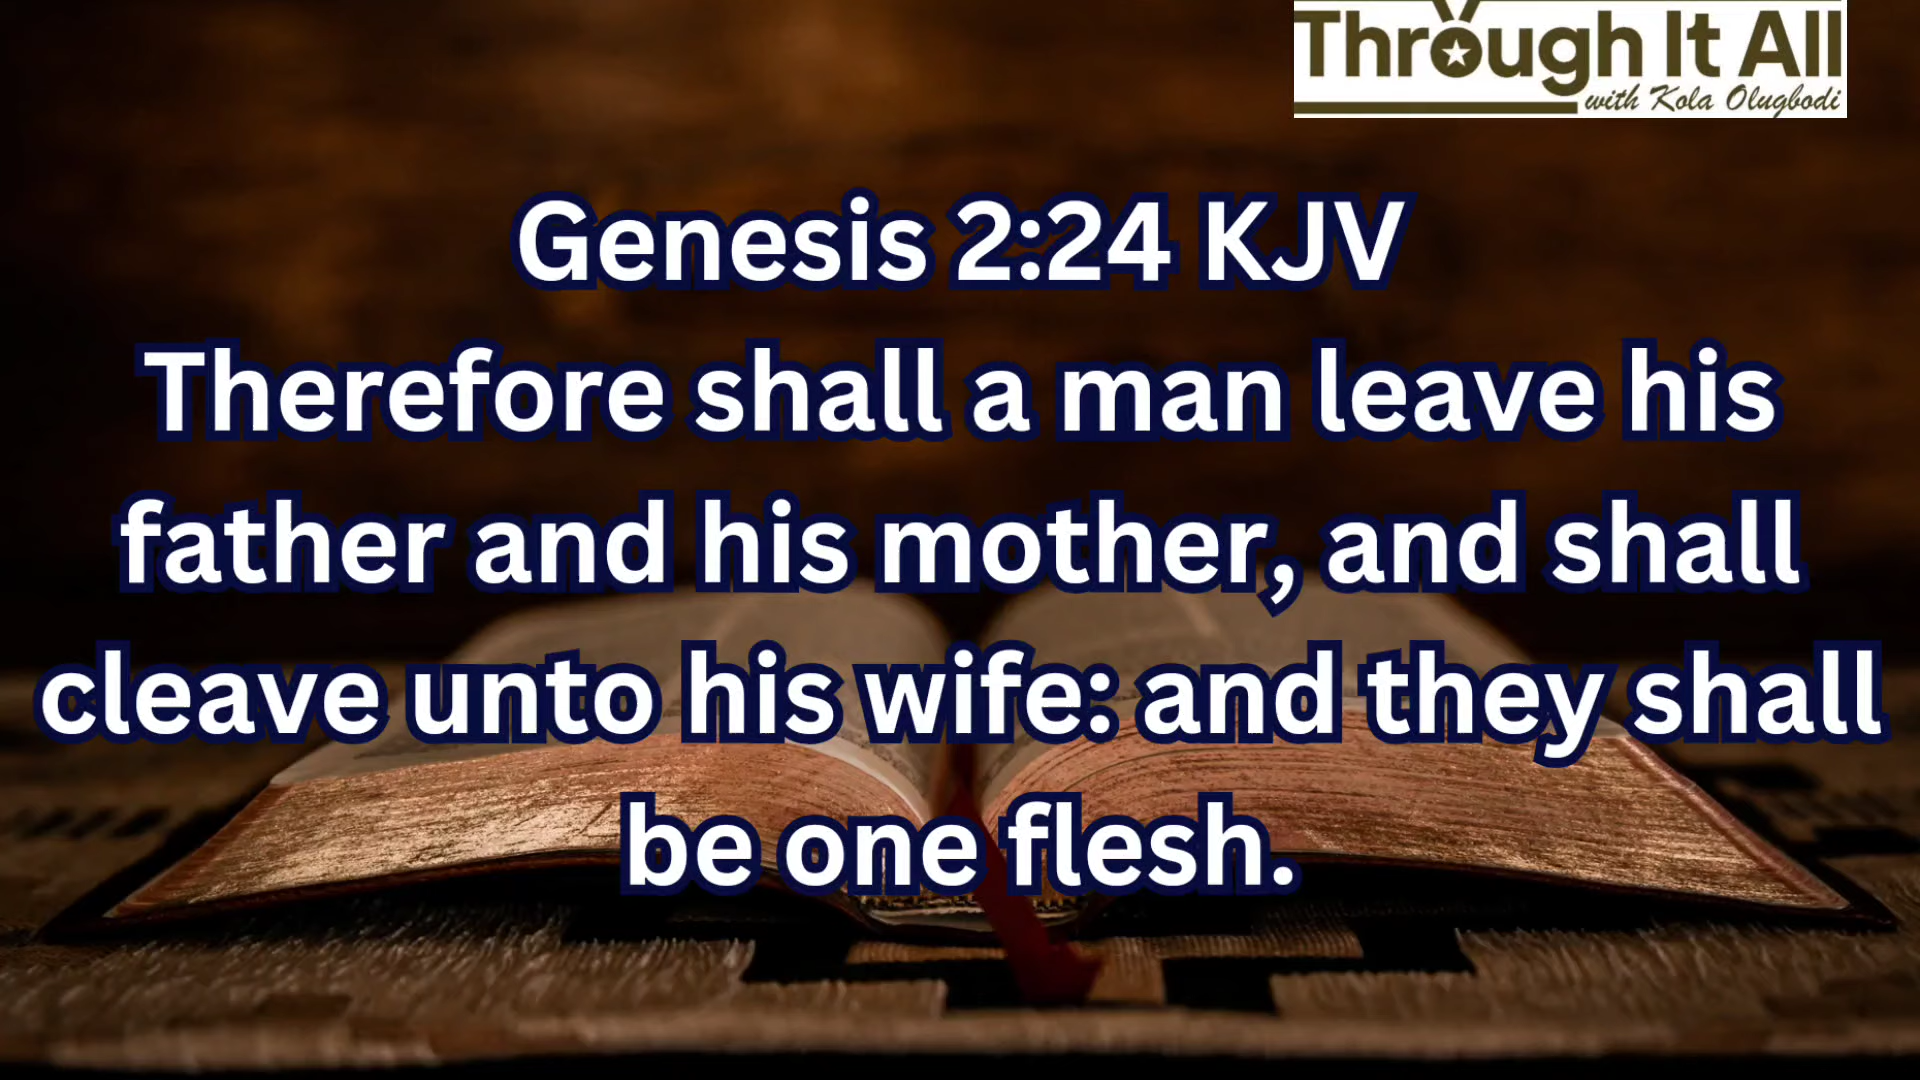 Through It All
with Kola Olugbodi
Genesis 2:24 KJV
Therefore shall a man leave his
father and his mother, and shall
cleave unto his wife: and they shall
be one flesh.